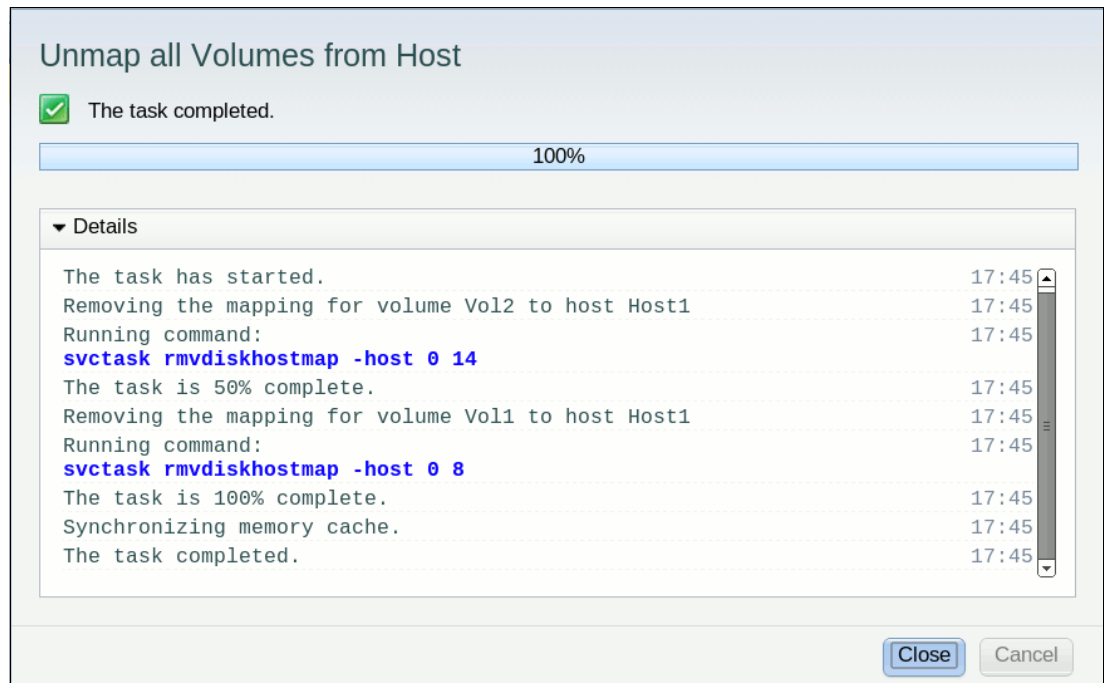 Unmap all Volumes from Host
The task completed.
100%
Details
The task has started. 17:45
Removing the mapping for volume Vol2 to host Host1 17:45
Running command: 17:45
svctask rmvdiskhostmap -host 0 14
The task is 50% complete. 17:45
Removing the mapping for volume Vol1 to host Host1 17:45
Running command: 17:45
svctask rmvdiskhostmap -host 0 8
The task is 100% complete. 17:45
Synchronizing memory cache. 17:45
The task completed. 17:45
Close Cancel